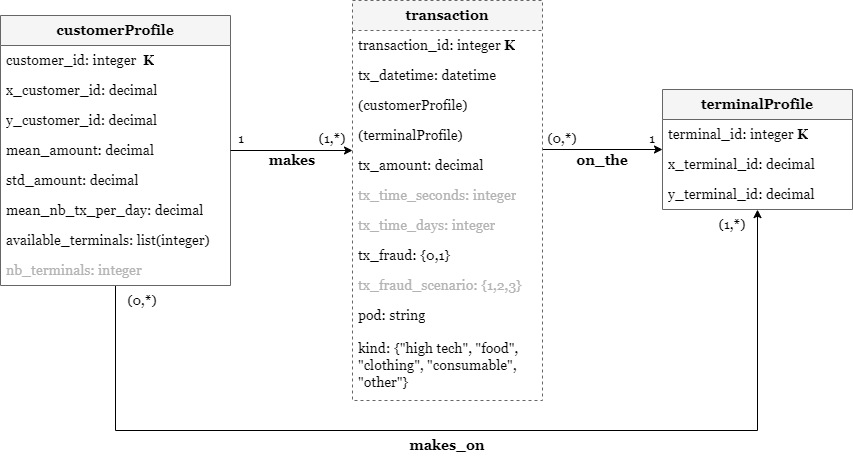 customerProfile
customer_id: integer K
x_customer_id: decimal
y_customer_id: decimal
mean_amount: decimal
std_amount: decimal
mean_nb_tx_per_day: decimal
available_terminals: list(integer)
nb_terminals: integer
(0,*)
1
(1,*)
makes
transaction
transaction_id: integer K
tx_datetime: datetime
(customerProfile)
(terminalProfile)
tx_amount: decimal
tx_time_seconds: integer
tx_time_days: integer
tx_fraud: {0,1}
tx_fraud_scenario: {1,2,3}
pod: string
kind: {"high tech", "food",
"clothing", "consumable",
"other"}
(0,*)
1
on_the
terminalProfile
terminal_id: integer K
x_terminal_id: decimal
y_terminal_id: decimal
(1,*)
makes_on